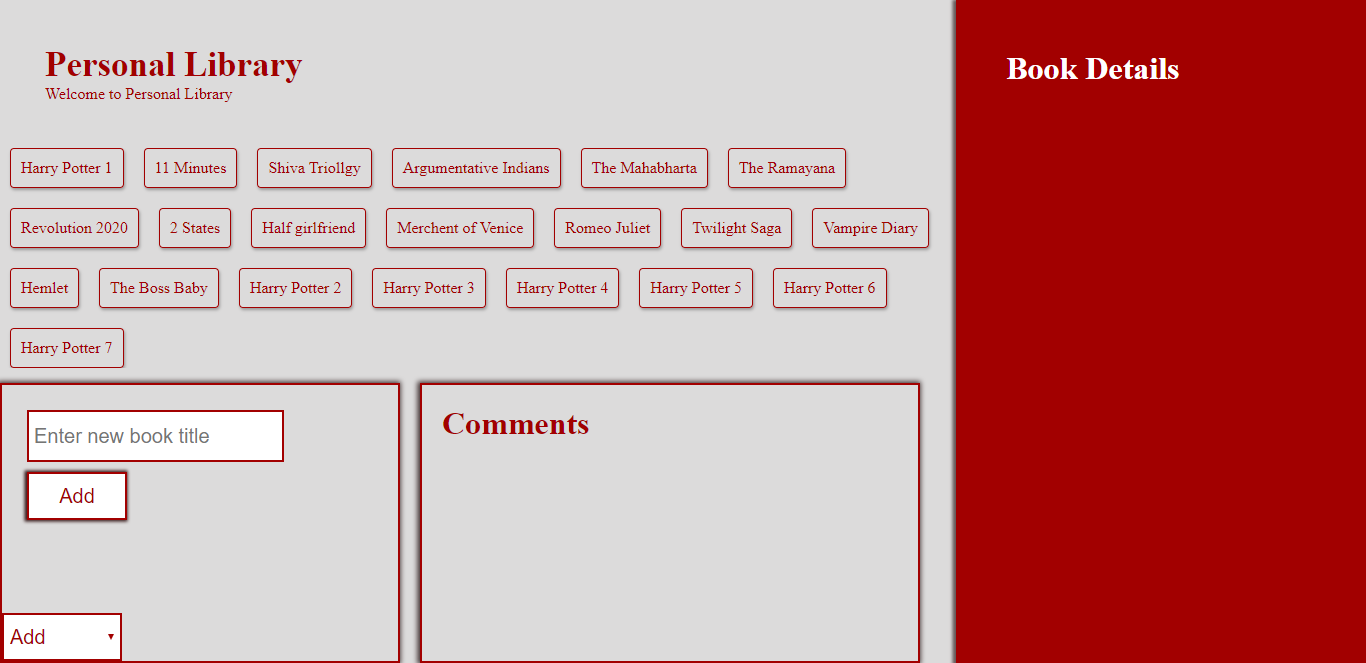 Personal Library
Welcome to Personal Library
Book Details
Harry Potter 1 11 Minutes Shiva Triollgy Argumentative Indians The Mahabharta The Ramayana
Revolution 2020 2 States Half girlfriend Merchent of Venice Romeo Juliet Twilight Saga Vampire Diary
Hemlet The Boss Baby Harry Potter 2 Harry Potter 3 Harry Potter 4 Harry Potter 5 Harry Potter 6
Harry Potter 7
Enter new book title
Add
Add
Comments